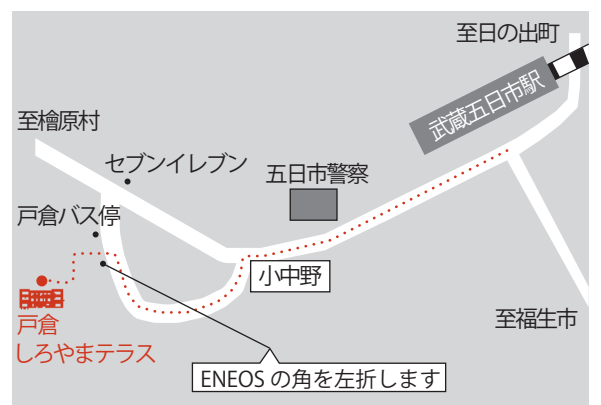 至日の出町
武蔵五日市駅
至檜原村
セブンイレブン
五日市警察
戸倉バス停
小中野
戸倉
しろやまテラス
至福生市
ENEOS の角を左折します